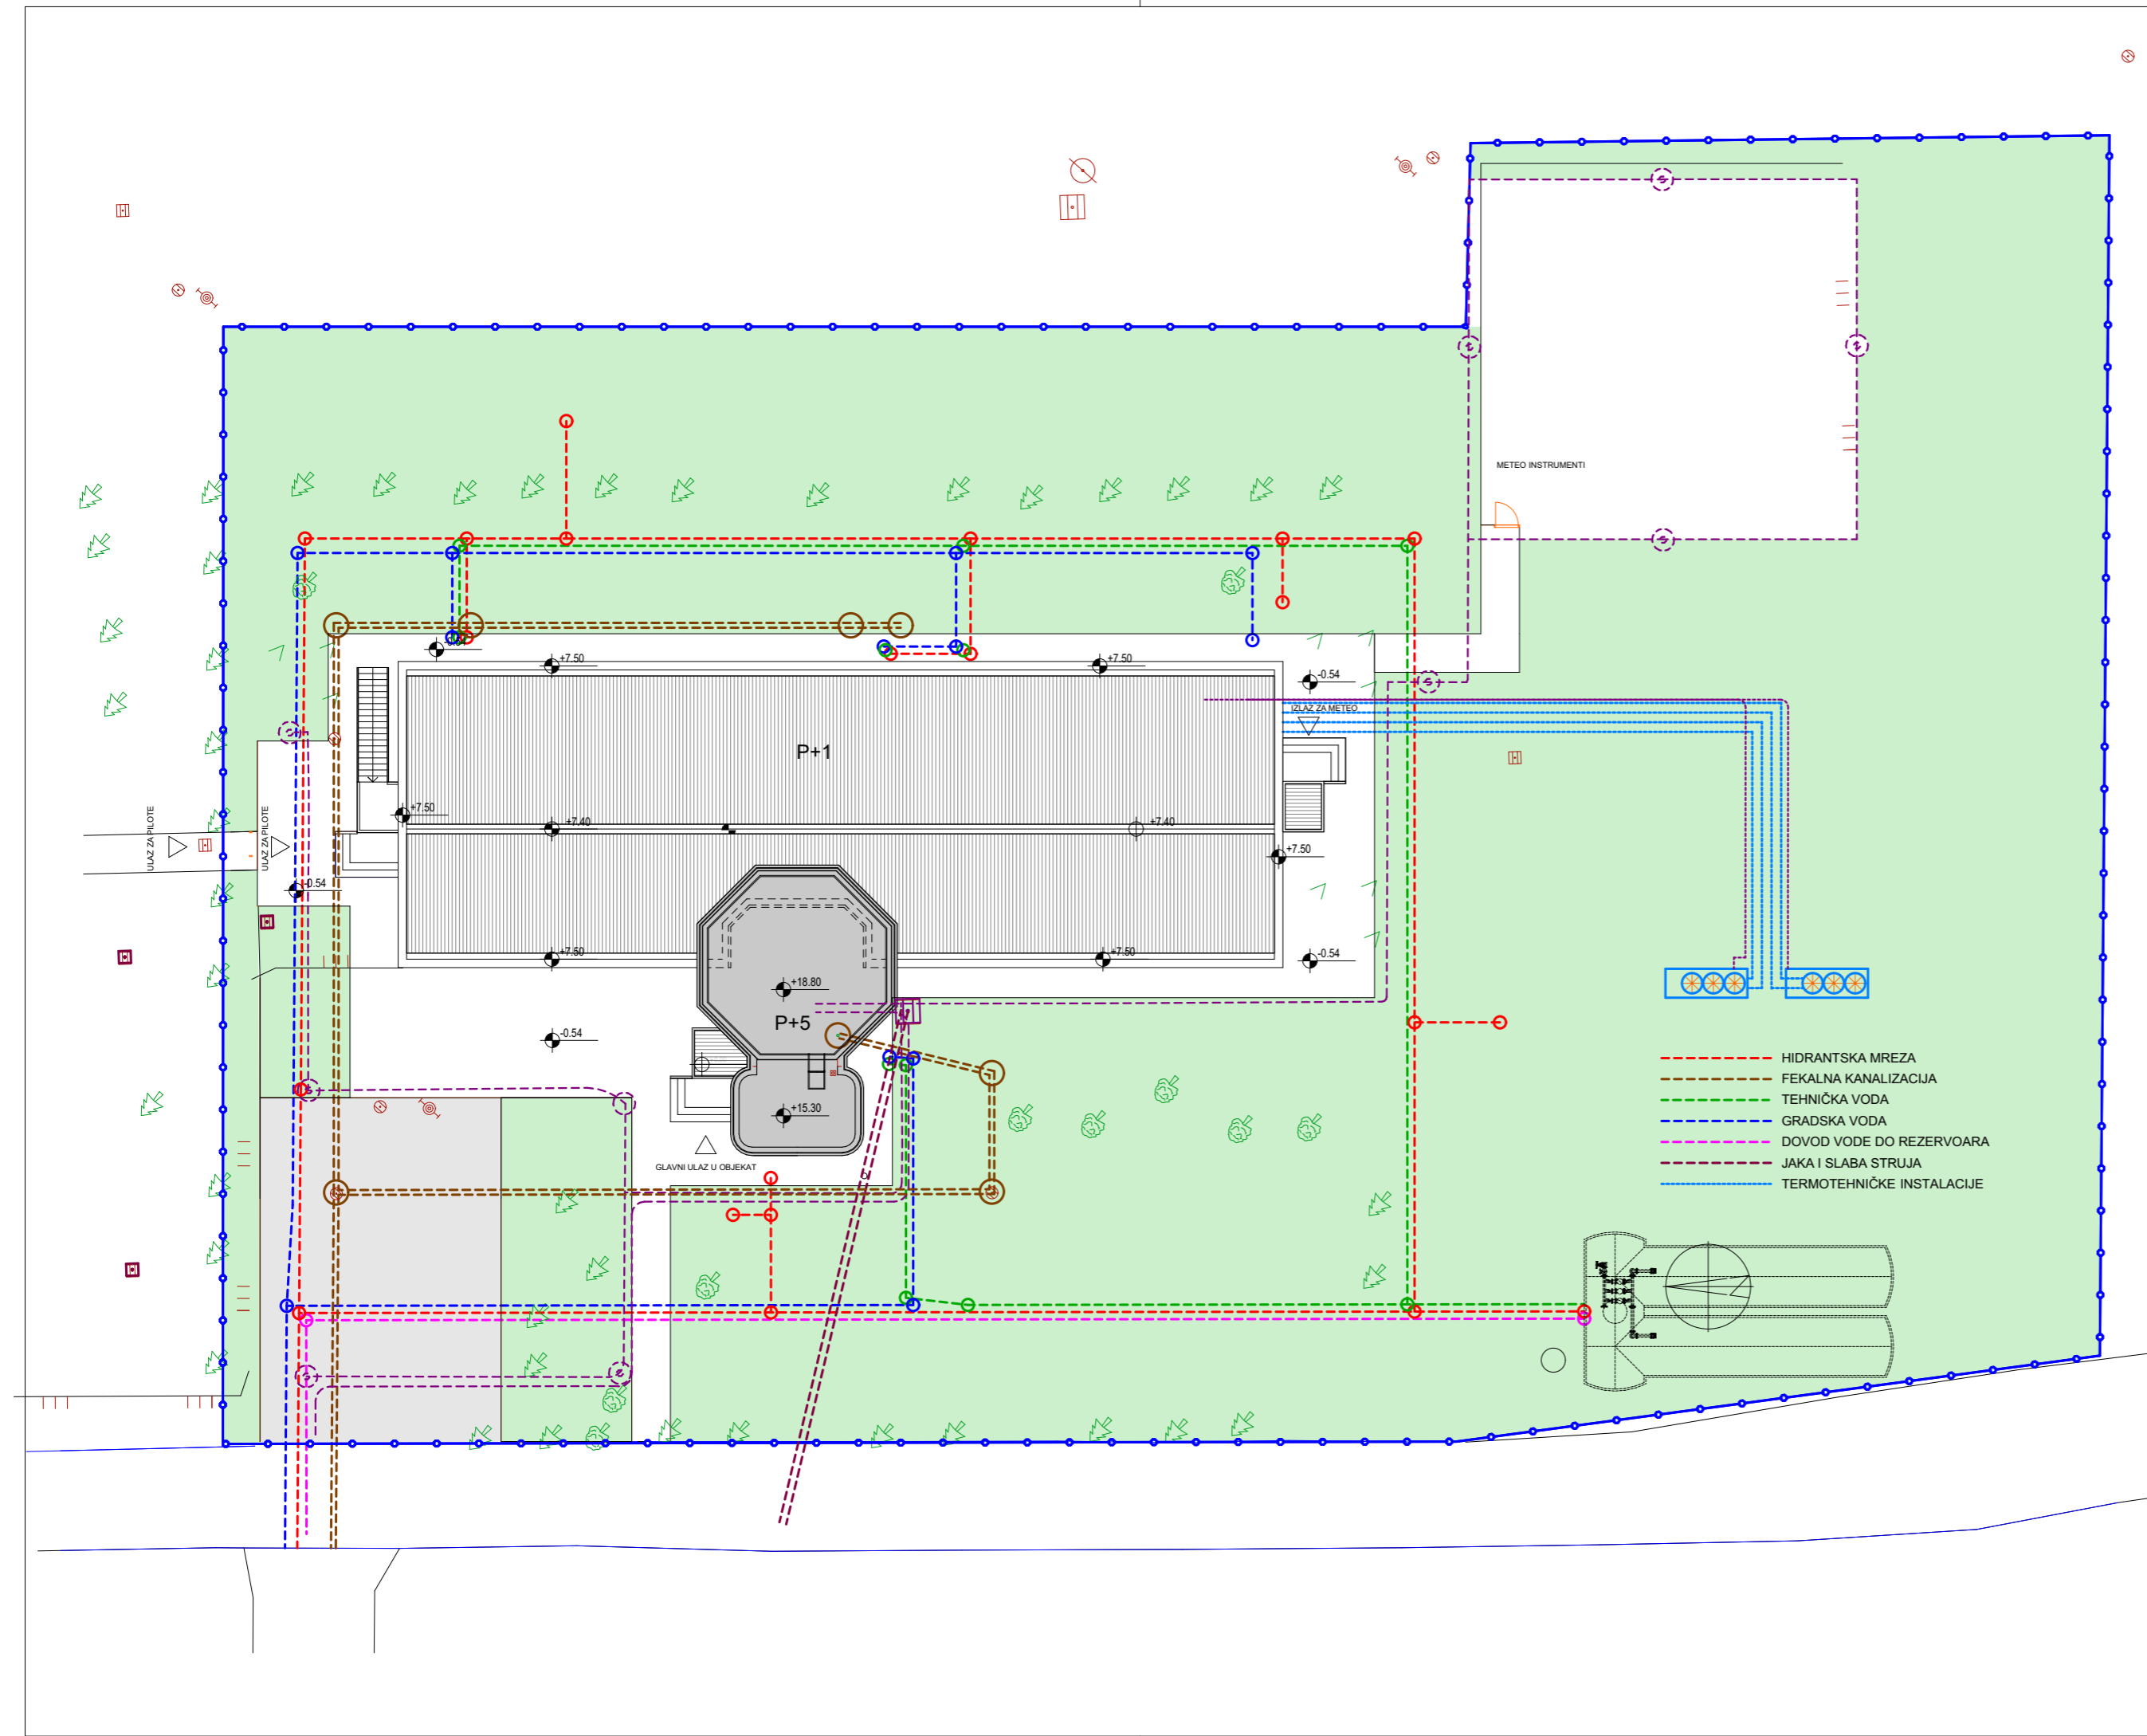 METEO INSTRUMENTI
+7.50
+7.50
-0.54
IZLAZ ZA METEO
P+1
+7.50
+7.40
+7.40
ULAZ ZA PILOTE
ULAZ ZA PILOTE
+7.50
-0.54
+7.50
+7.50
-0.54
+18.80
P+5
-0.54
+15.30
GLAVNI ULAZ U OBJEKAT
HIDRANTSKA MREZA
FEKALNA KANALIZACIJA
TEHNIČKA VODA
GRADSKA VODA
DOVOD VODE DO REZERVOARA
JAKA I SLABA STRUJA
TERMOTEHNIČKE INSTALACIJE
N